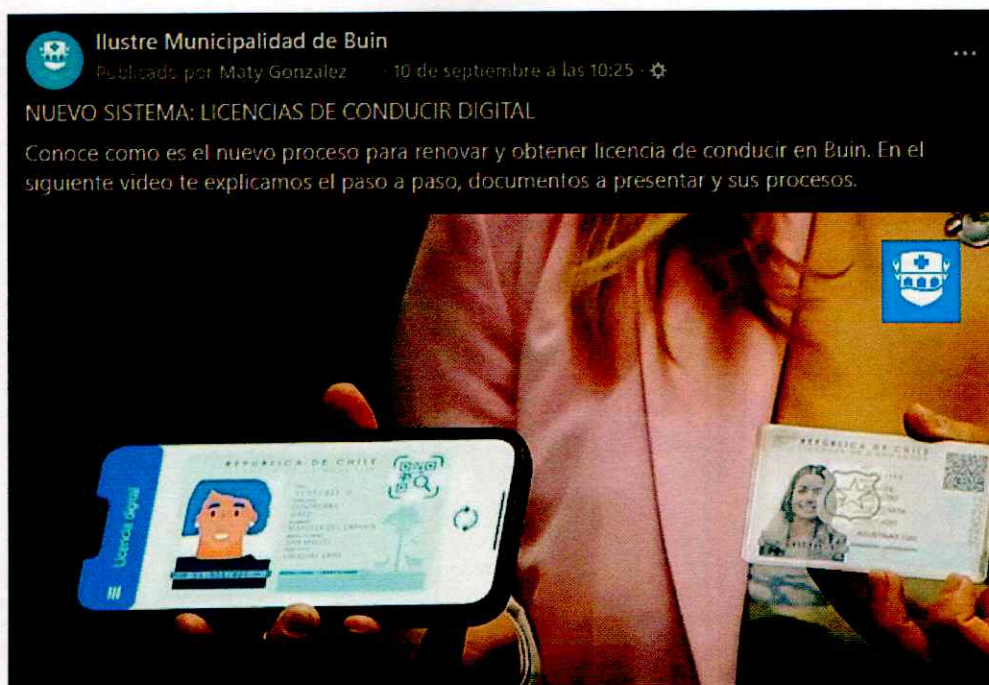 Ilustre Municipalidad de Buin
Publicado por Maty Gonzalez · 10 de septiembre a las 10:25 ·
NUEVO SISTEMA: LICENCIAS DE CONDUCIR DIGITAL
Conoce como es el nuevo proceso para renovar y obtener licencia de conducir en Buin. En el
siguiente video te explicamos el paso a paso, documentos a presentar y sus procesos.
Licencia digital
REPÚBLICA DE CHILE
REPÚBLICA DE CHILE